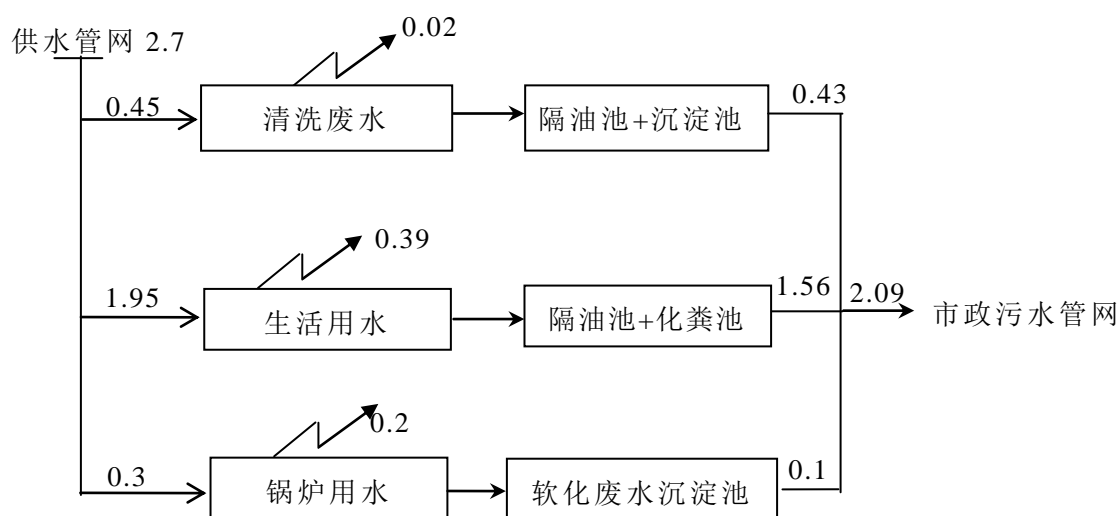 供水管网 2.7
0.02
0.45
清洗废水
隔油池+沉淀池
0.43
0.39
1.95
生活用水
隔油池+化粪池
1.56
2.09
市政污水管网
0.2
0.3
锅炉用水
软化废水沉淀池
0.1